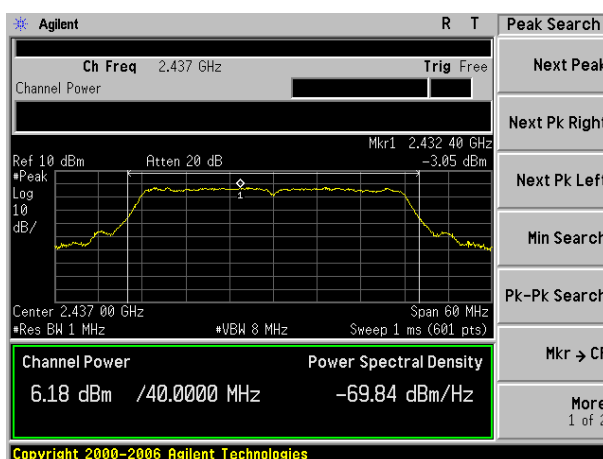 Agilent R T Peak Search
Ch Freq 2.437 GHz Trig Free
Channel Power
Next Peak
Mkr1 2.432 40 GHz
Ref 10 dBm Atten 20 dB -3.05 dBm
Next Pk Right
#Peak
Log
10
dB/
1
Next Pk Left
Min Search
Pk-Pk Search
Center 2.437 00 GHz Span 60 MHz
#Res BW 1 MHz #VBW 8 MHz Sweep 1 ms (601 pts)
Channel Power Power Spectral Density
Mkr → CF
6.18 dBm /40.0000 MHz -69.84 dBm/Hz
More
1 of 2
Copyright 2000-2006 Agilent Technologies